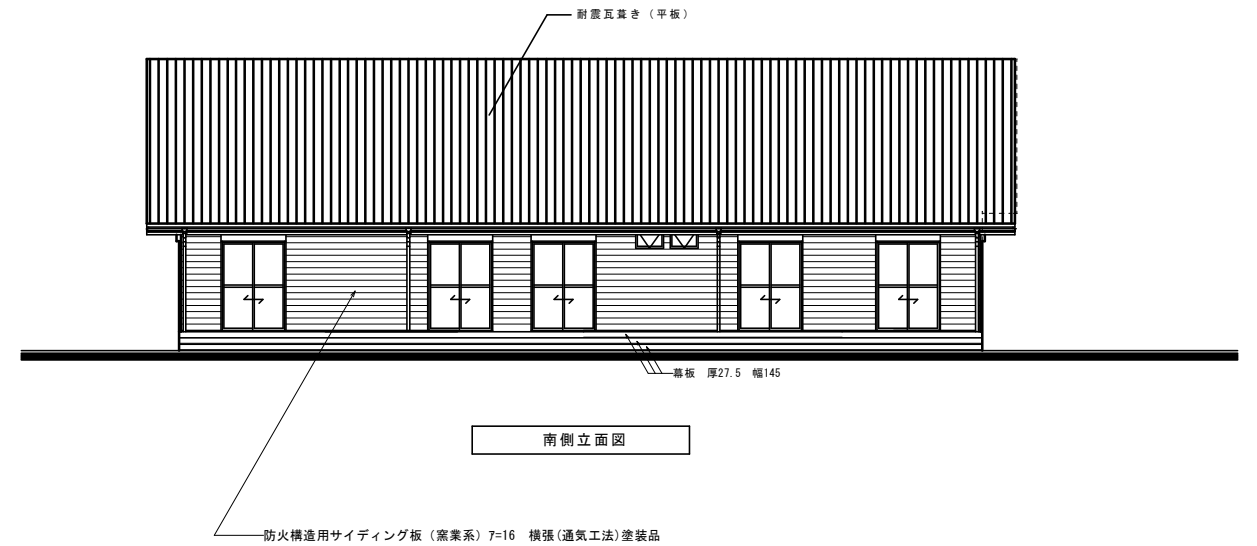 耐震瓦葺き（平板）
幕板　厚27.5　幅145
南側立面図
防火構造用サイディング板（窯業系）ｱ=16　横張(通気工法)塗装品